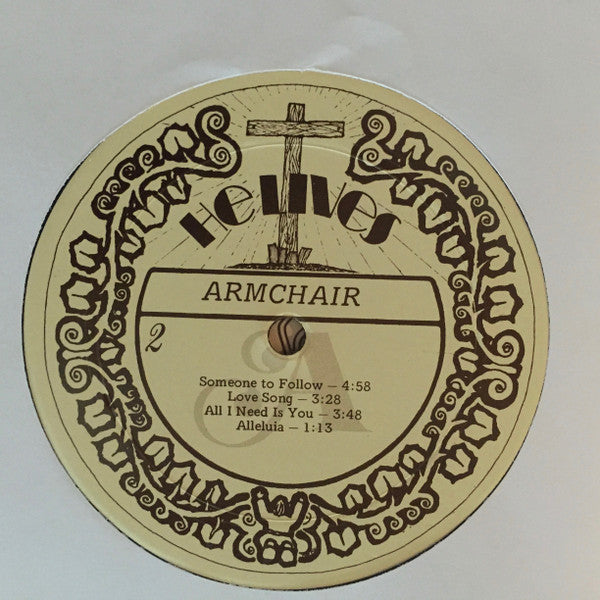 He Lives
ARMCHAIR
2
A
Someone to Follow — 4:58
Love Song — 3:28
All I Need Is You — 3:48
Alleluia — 1:13